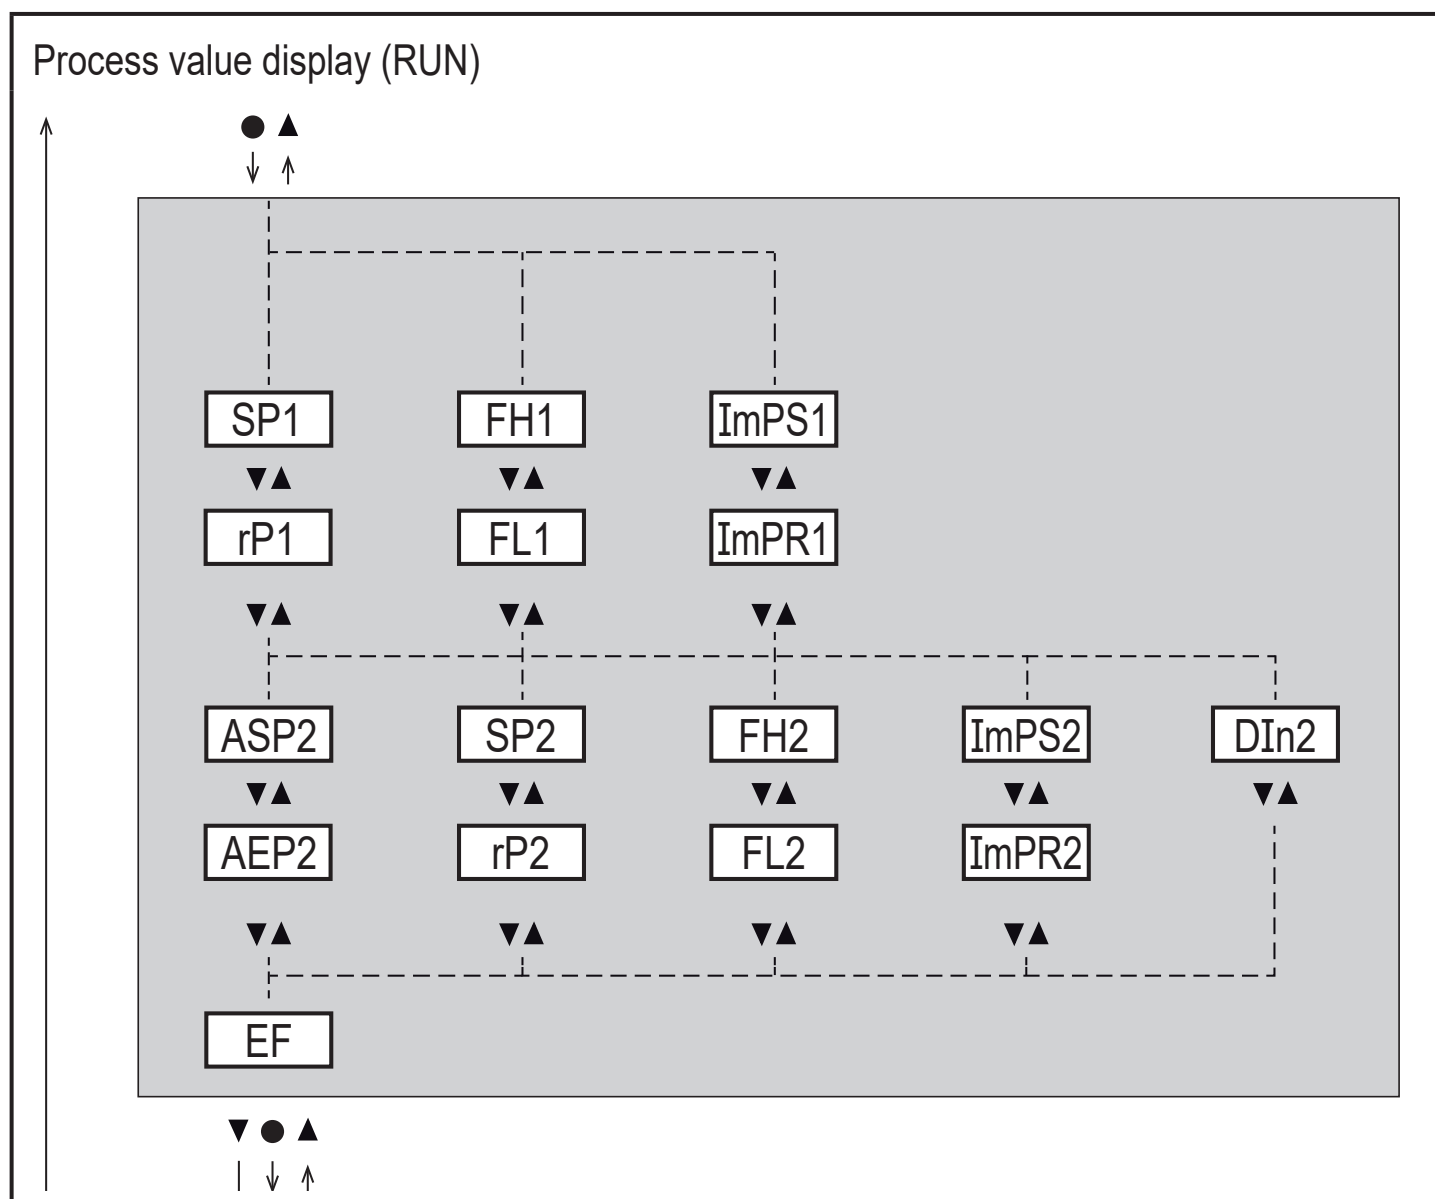 Process value display (RUN)
SP1 FH1 ImPS1
rP1 FL1 ImPR1
ASP2 SP2 FH2 ImPS2 DIn2
AEP2 rP2 FL2 ImPR2
EF